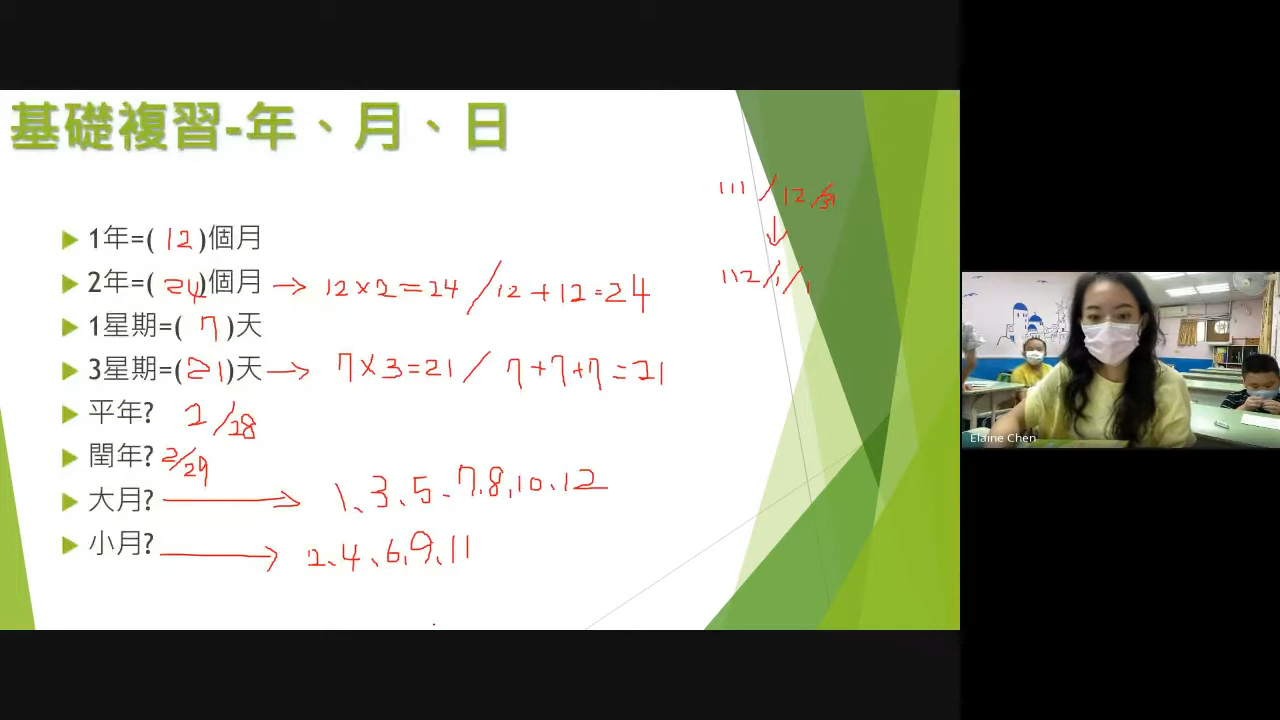 基礎複習-年、月、日
111/12/31
↓
112/1/1
1年=( 12 )個月
2年=( 24 )個月 → 12×2=24 / 12+12=24
1星期=( 7 )天
3星期=( 21 )天 → 7×3=21 / 7+7+7=21
平年? 2/28
閏年? 2/29
大月? → 1、3、5、7、8、10、12
小月? → 2、4、6、9、11
Elaine Chen